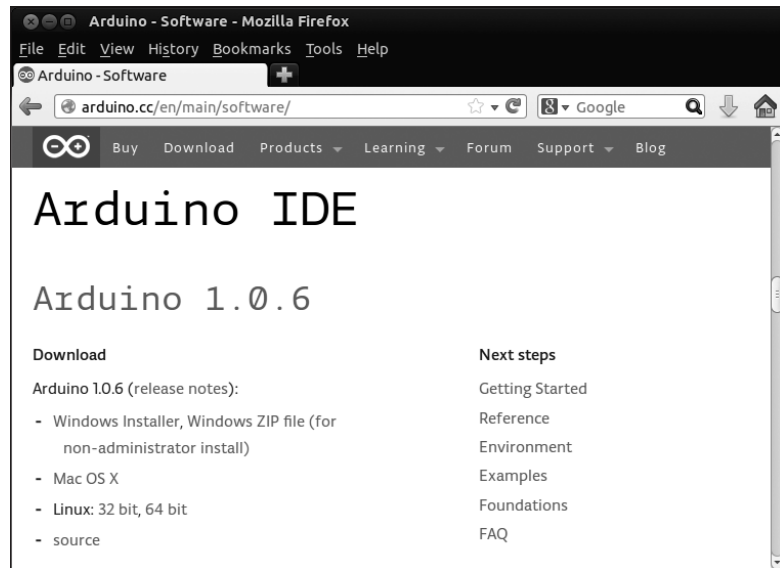 Arduino - Software - Mozilla Firefox
File Edit View History Bookmarks Tools Help
Arduino - Software
arduino.cc/en/main/software/ Google
Buy Download Products Learning Forum Support Blog
Arduino IDE
Arduino 1.0.6
Download
Arduino 1.0.6 (release notes):
- Windows Installer, Windows ZIP file (for
non-administrator install)
- Mac OS X
- Linux: 32 bit, 64 bit
- source
Next steps
Getting Started
Reference
Environment
Examples
Foundations
FAQ